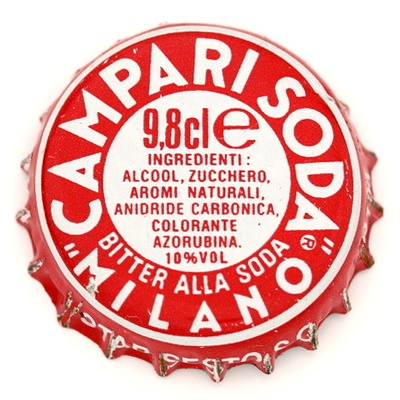 "CAMPARI SODA"®
9,8cl e
INGREDIENTI:
ALCOOL, ZUCCHERO,
AROMI NATURALI,
ANIDRIDE CARBONICA,
COLORANTE
AZORUBINA.
10% VOL
BITTER ALLA SODA
MILANO
SESTO S.G.